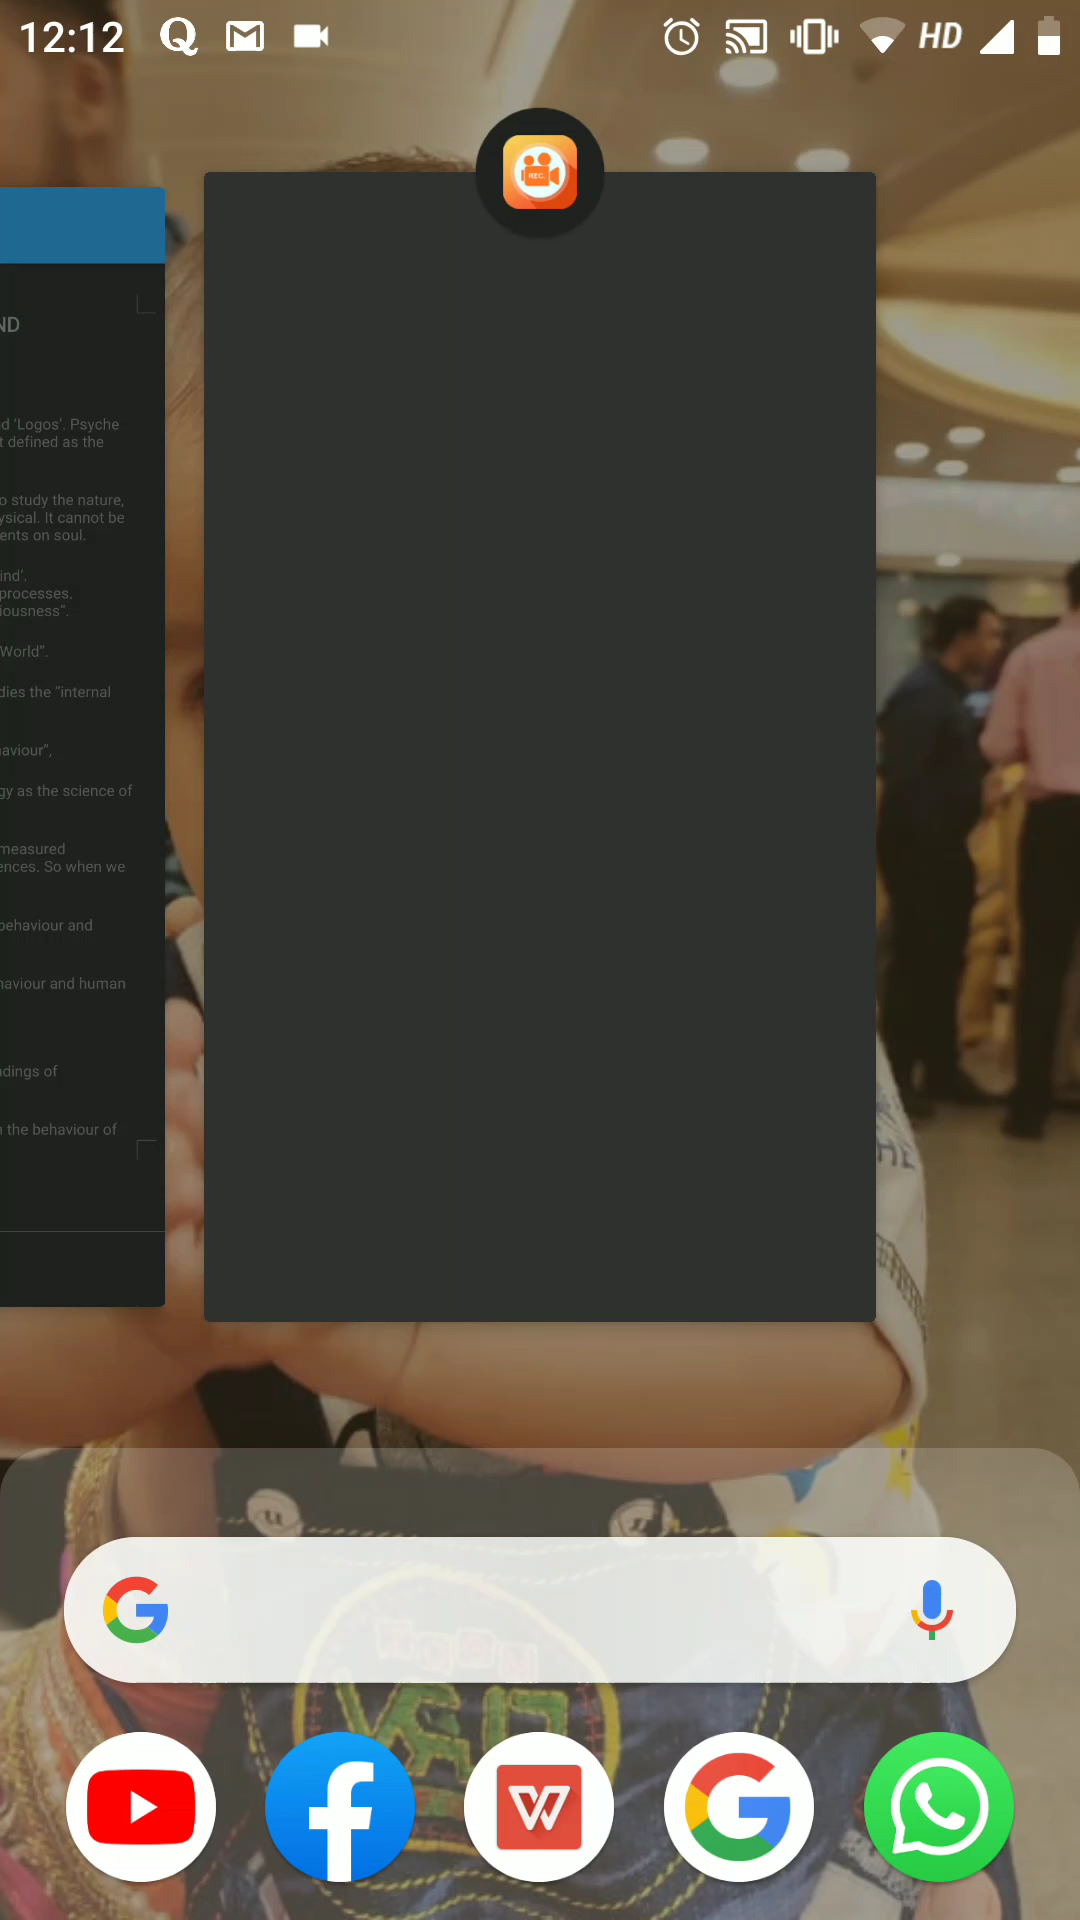 12:12
HD
REC.
ND
d ‘Logos’. Psyche
t defined as the
o study the nature,
ysical. It cannot be
ents on soul.
ind’.
processes.
iousness”.
World”.
dies the “internal
aviour”,
gy as the science of
measured
ences. So when we
behaviour and
haviour and human
ndings of
n the behaviour of